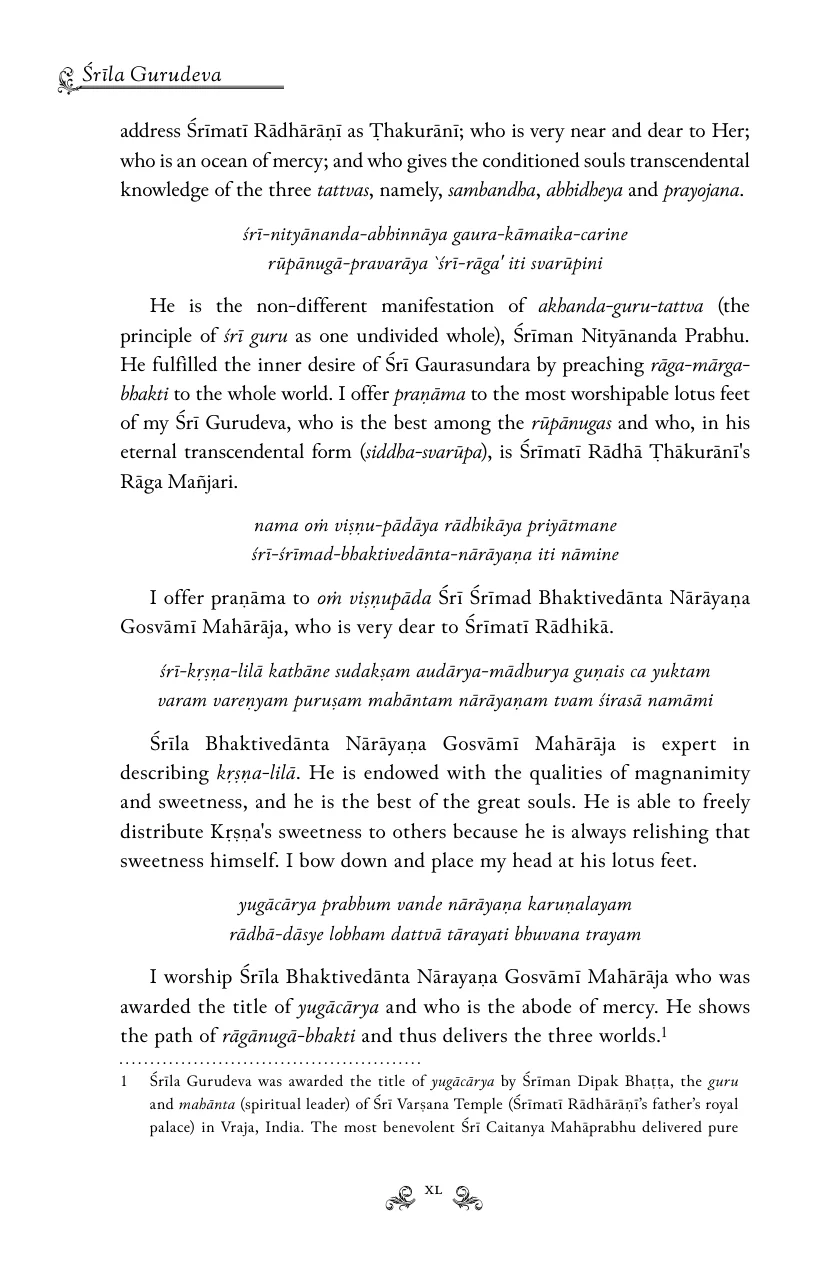 Śrīla Gurudeva
address Śrīmatī Rādhārāṇī as Ṭhakurānī; who is very near and dear to Her;
who is an ocean of mercy; and who gives the conditioned souls transcendental
knowledge of the three tattvas, namely, sambandha, abhidheya and prayojana.
śrī-nityānanda-abhinnāya gaura-kāmaika-carine
rūpānugā-pravarāya `śrī-rāga' iti svarūpini
He is the non-different manifestation of akhanda-guru-tattva (the
principle of śrī guru as one undivided whole), Śrīman Nityānanda Prabhu.
He fulfilled the inner desire of Śrī Gaurasundara by preaching rāga-mārga-
bhakti to the whole world. I offer praṇāma to the most worshipable lotus feet
of my Śrī Gurudeva, who is the best among the rūpānugas and who, in his
eternal transcendental form (siddha-svarūpa), is Śrīmatī Rādhā Ṭhākurānī's
Rāga Mañjari.
nama oṁ viṣṇu-pādāya rādhikāya priyātmane
śrī-śrīmad-bhaktivedānta-nārāyaṇa iti nāmine
I offer praṇāma to oṁ viṣṇupāda Śrī Śrīmad Bhaktivedānta Nārāyaṇa
Gosvāmī Mahārāja, who is very dear to Śrīmatī Rādhikā.
śrī-kṛṣṇa-lilā kathāne sudakṣam audārya-mādhurya guṇais ca yuktam
varam vareṇyam puruṣam mahāntam nārāyaṇam tvam śirasā namāmi
Śrīla Bhaktivedānta Nārāyaṇa Gosvāmī Mahārāja is expert in
describing kṛṣṇa-lilā. He is endowed with the qualities of magnanimity
and sweetness, and he is the best of the great souls. He is able to freely
distribute Kṛṣṇa's sweetness to others because he is always relishing that
sweetness himself. I bow down and place my head at his lotus feet.
yugācārya prabhum vande nārāyaṇa karuṇalayam
rādhā-dāsye lobham dattvā tārayati bhuvana trayam
I worship Śrīla Bhaktivedānta Nārayaṇa Gosvāmī Mahārāja who was
awarded the title of yugācārya and who is the abode of mercy. He shows
the path of rāgānugā-bhakti and thus delivers the three worlds.1
1 Śrīla Gurudeva was awarded the title of yugācārya by Śrīman Dipak Bhaṭṭa, the guru
and mahānta (spiritual leader) of Śrī Varṣana Temple (Śrīmatī Rādhārāṇī’s father’s royal
palace) in Vraja, India. The most benevolent Śrī Caitanya Mahāprabhu delivered pure
XL